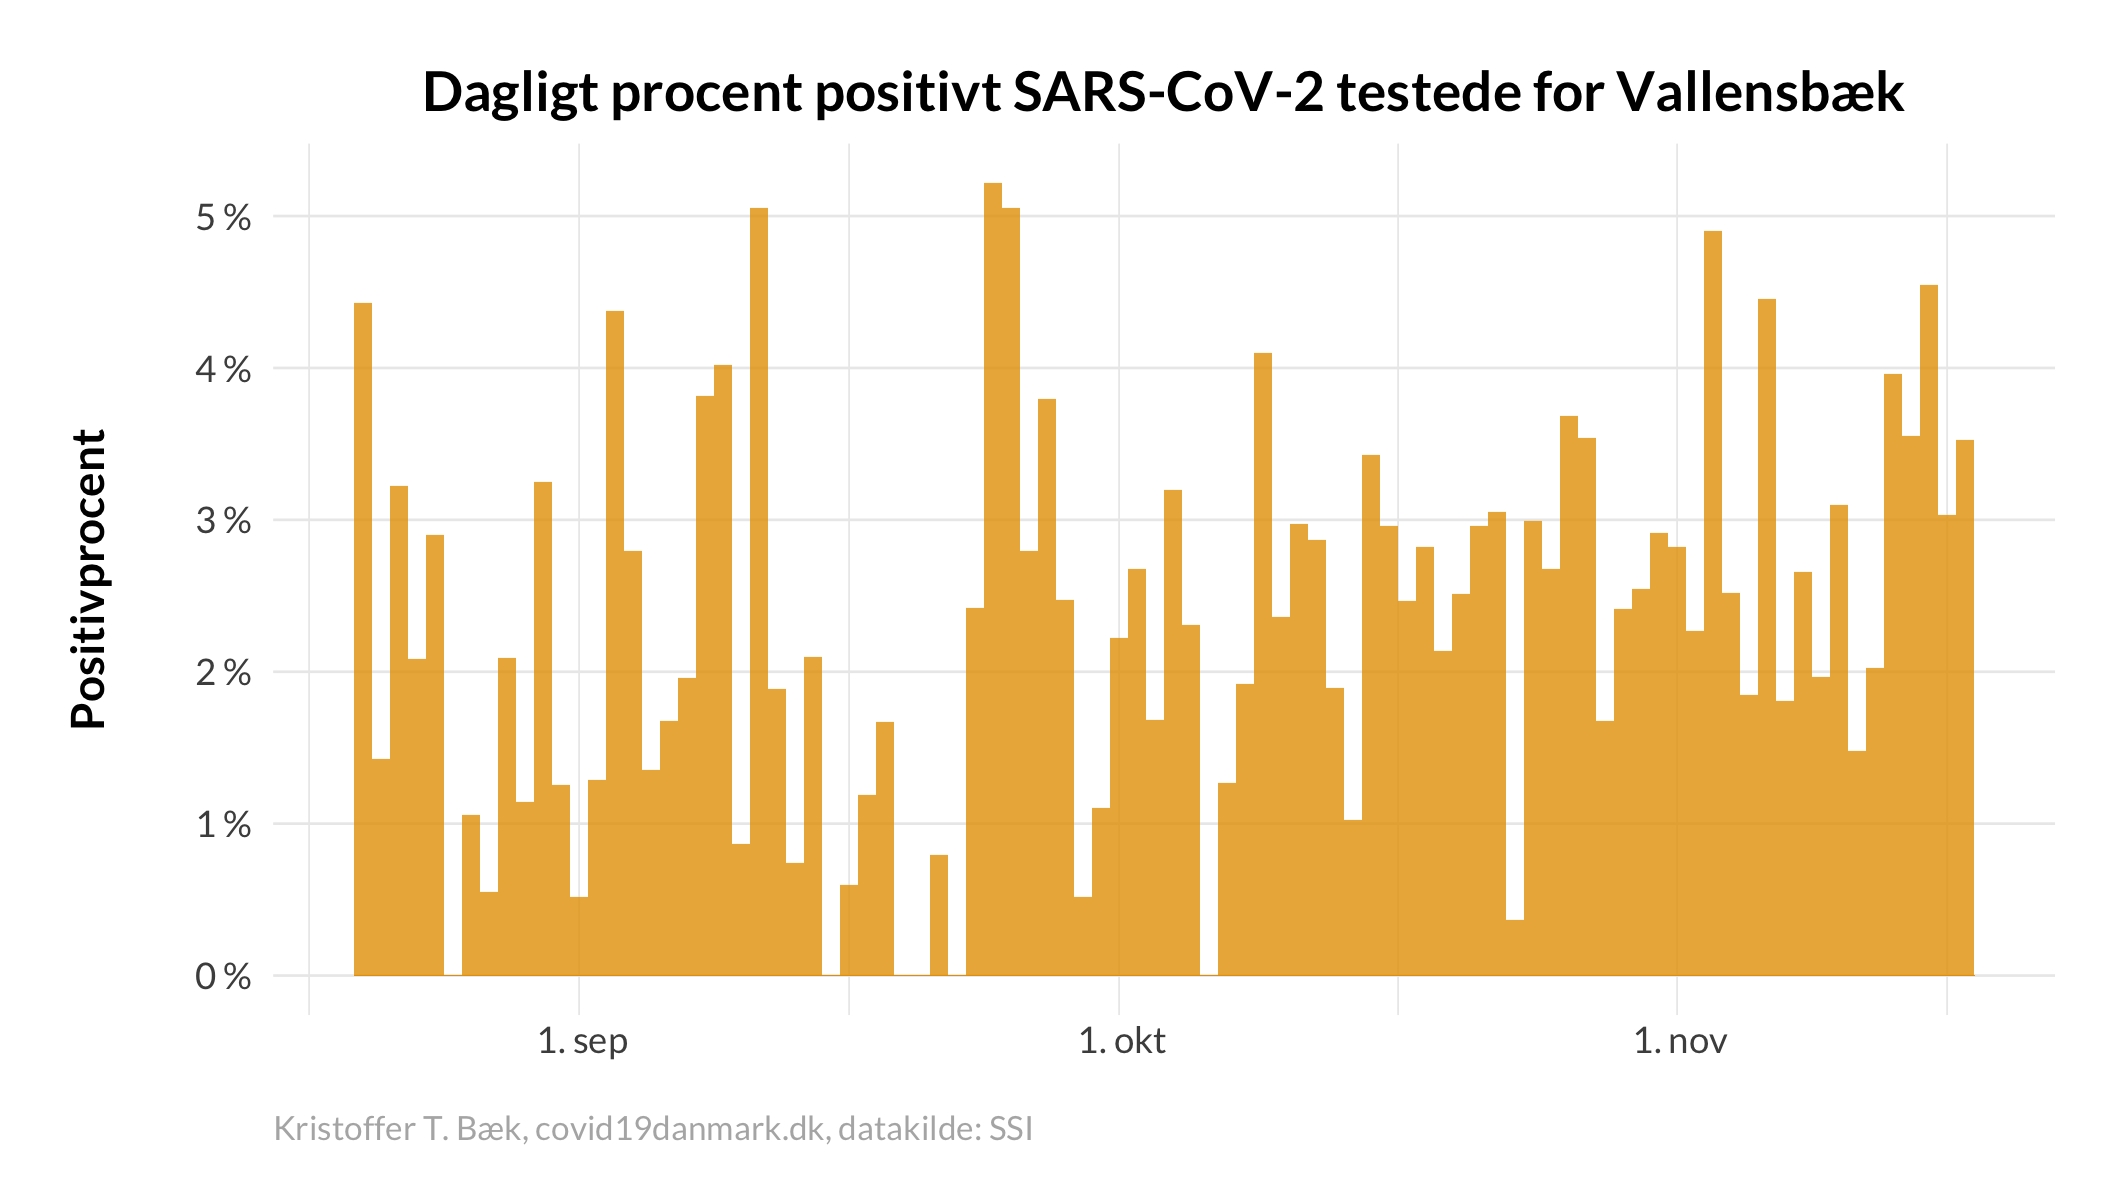 Dagligt procent positivt SARS-CoV-2 testede for Vallensbæk
Positivprocent
5 %
4 %
3 %
2 %
1 %
0 %
1. sep
1. okt
1. nov
Kristoffer T. Bæk, covid19danmark.dk, datakilde: SSI